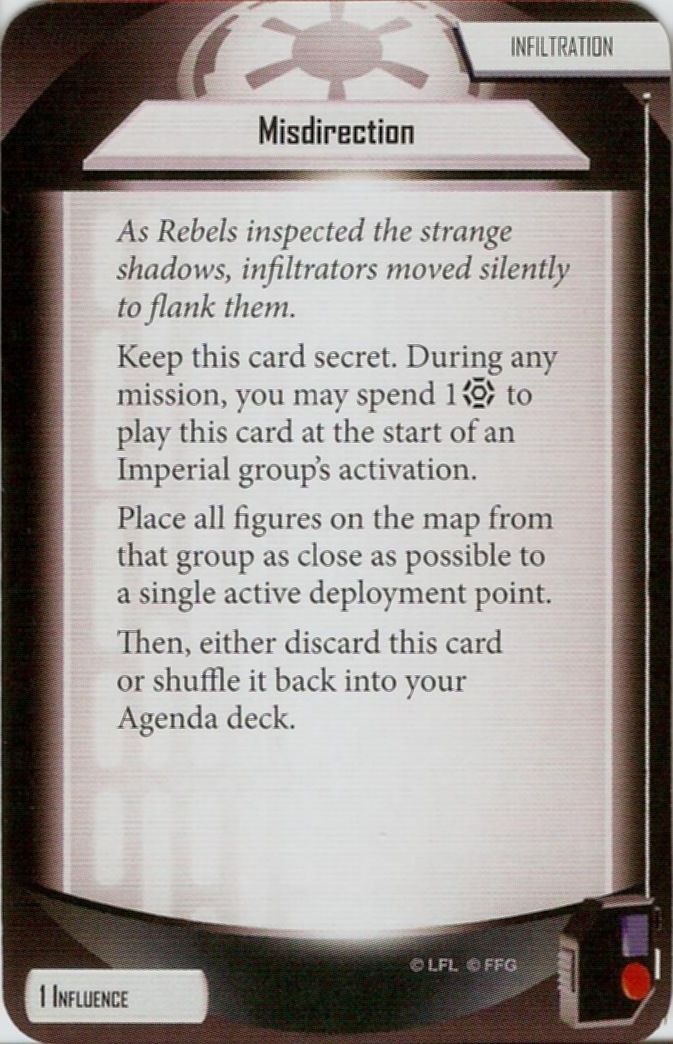 INFILTRATION
Misdirection
As Rebels inspected the strange
shadows, infiltrators moved silently
to flank them.
Keep this card secret. During any
mission, you may spend 1 to
play this card at the start of an
Imperial group's activation.
Place all figures on the map from
that group as close as possible to
a single active deployment point.
Then, either discard this card
or shuffle it back into your
Agenda deck.
© LFL © FFG
1 INFLUENCE